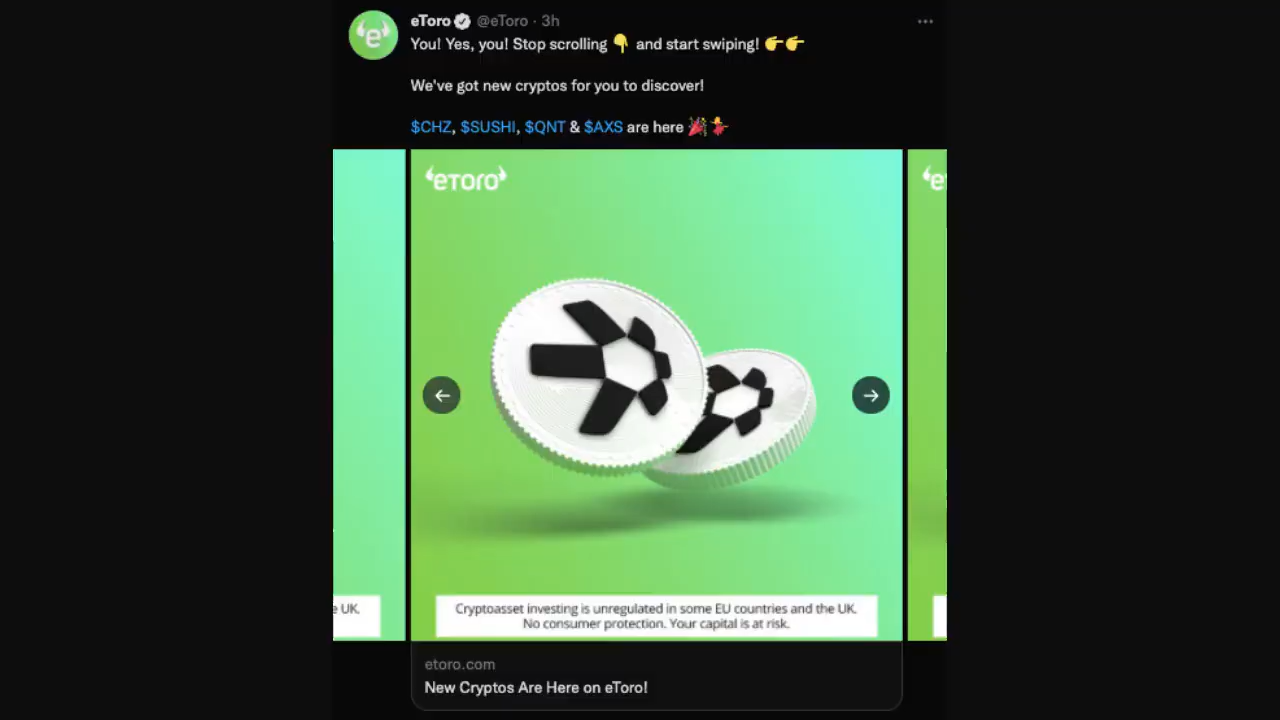 eToro @eToro · 3h
You! Yes, you! Stop scrolling 👇 and start swiping! 👉👉
We've got new cryptos for you to discover!
$CHZ, $SUSHI, $QNT & $AXS are here 🎉💃
eToro
e
e UK.
Cryptoasset investing is unregulated in some EU countries and the UK.
No consumer protection. Your capital is at risk.
etoro.com
New Cryptos Are Here on eToro!